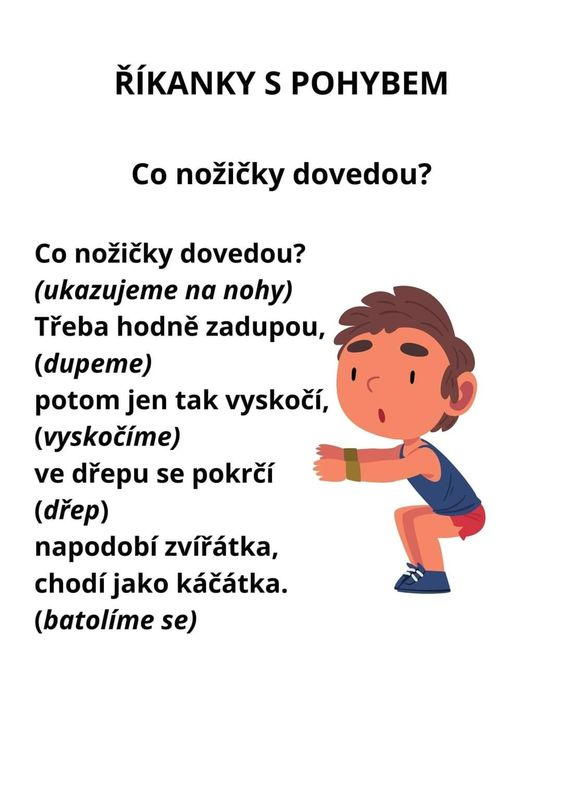 ŘÍKANKY S POHYBEM
Co nožičky dovedou?
Co nožičky dovedou?
(ukazujeme na nohy)
Třeba hodně zadupou,
(dupeme)
potom jen tak vyskočí,
(vyskočíme)
ve dřepu se pokrčí
(dřep)
napodobí zvířátka,
chodí jako káčátka.
(batolíme se)